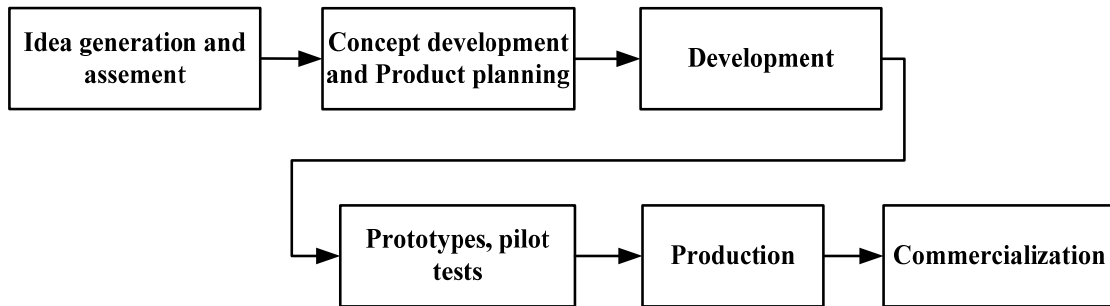 Idea generation and
assement
Concept development
and Product planning
Development
Prototypes, pilot
tests
Production
Commercialization